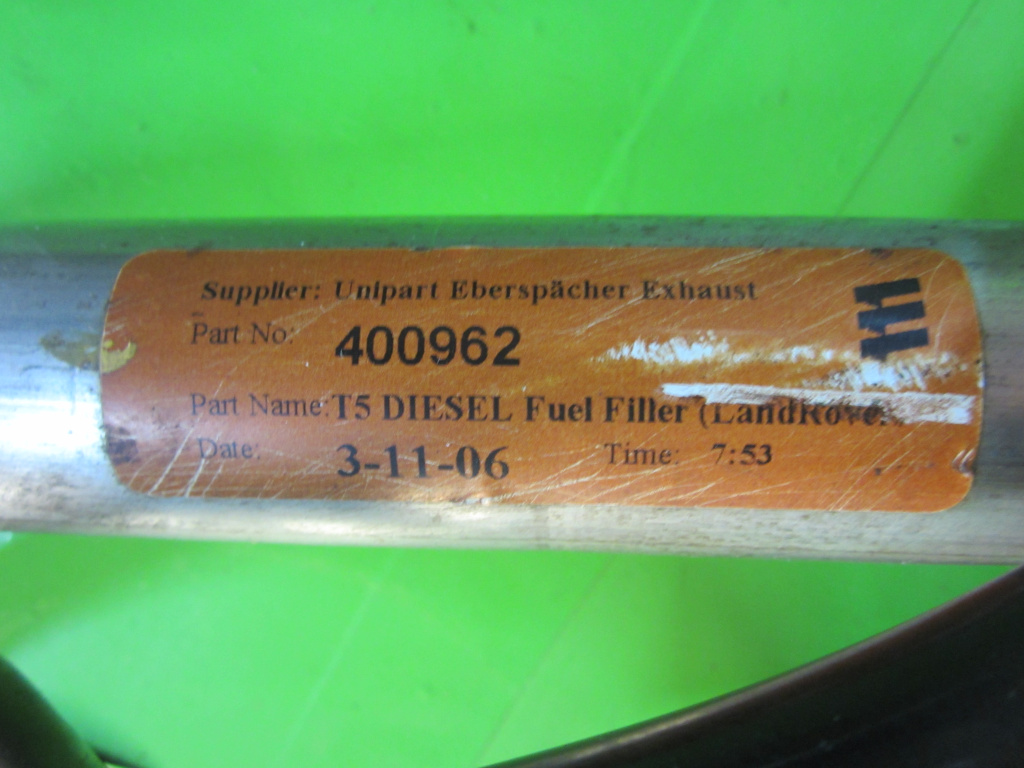 Supplier: Unipart Eberspächer Exhaust
Part No: 400962
Part Name: T5 DIESEL Fuel Filler (LandRover
Date: 3-11-06 Time: 7:53